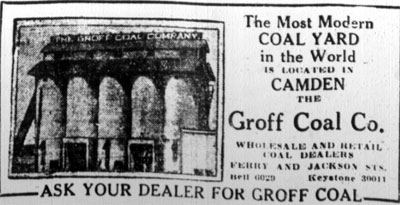 THE GROFF COAL COMPANY
The Most Modern
COAL YARD
in the World
IS LOCATED IN
CAMDEN
THE
Groff Coal Co.
WHOLESALE AND RETAIL
COAL DEALERS
FERRY AND JACKSON STS.
Bell 6029 Keystone 30011
ASK YOUR DEALER FOR GROFF COAL